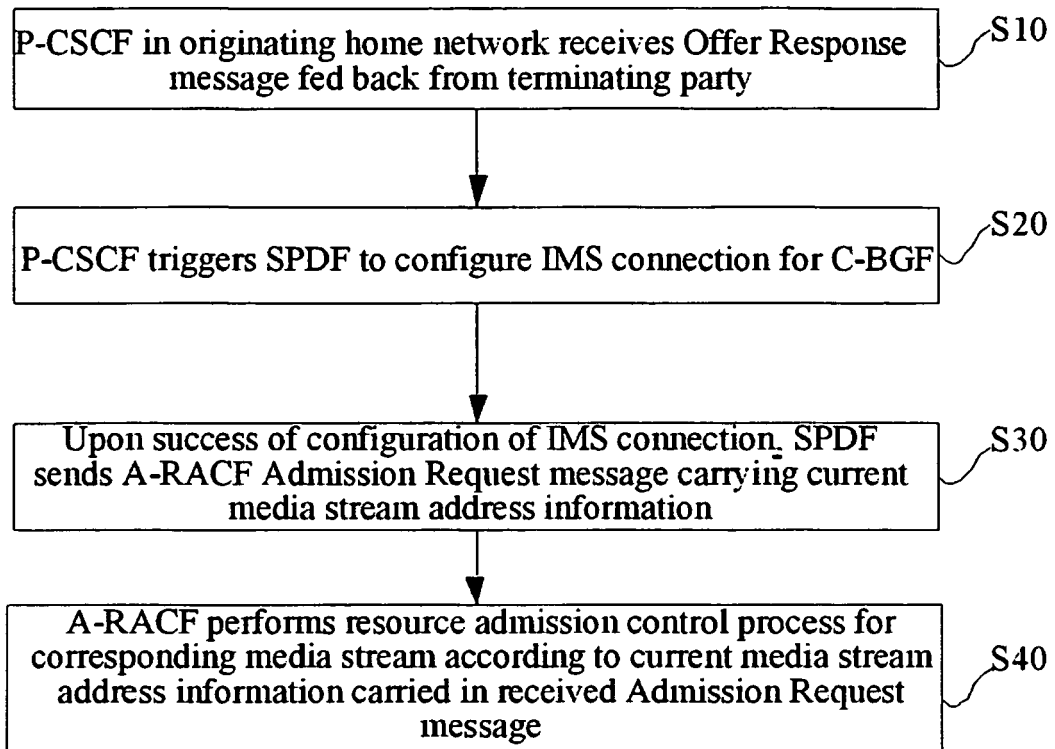 P-CSCF in originating home network receives Offer Response
message fed back from terminating party
S10
P-CSCF triggers SPDF to configure IMS connection for C-BGF
S20
Upon success of configuration of IMS connection, SPDF
sends A-RACF Admission Request message carrying current
media stream address information
S30
A-RACF performs resource admission control process for
corresponding media stream according to current media stream
address information carried in received Admission Request
message
S40